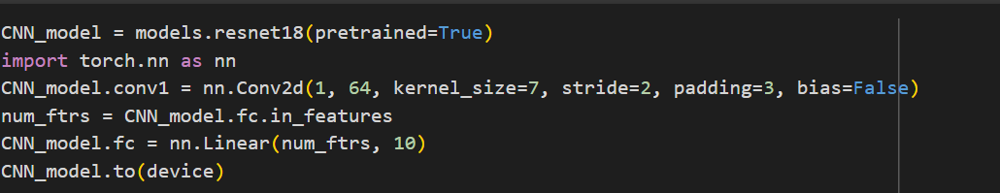 CNN_model = models.resnet18(pretrained=True)
import torch.nn as nn
CNN_model.conv1 = nn.Conv2d(1, 64, kernel_size=7, stride=2, padding=3, bias=False)
num_ftrs = CNN_model.fc.in_features
CNN_model.fc = nn.Linear(num_ftrs, 10)
CNN_model.to(device)